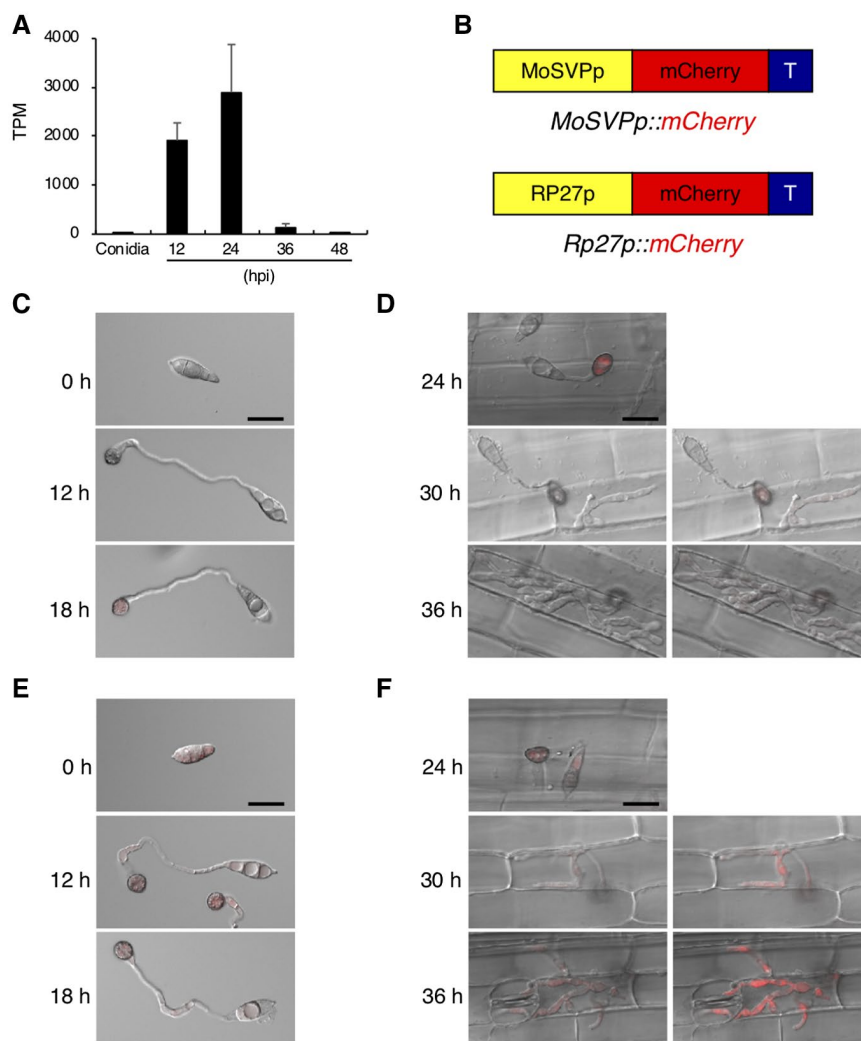 A
4000
3000
2000
1000
0
TPM
Conidia 12 24 36 48
(hpi)
B
MoSVPp mCherry T
MoSVPp::mCherry
RP27p mCherry T
Rp27p::mCherry
C
0 h
12 h
18 h
D
24 h
30 h
36 h
E
0 h
12 h
18 h
F
24 h
30 h
36 h